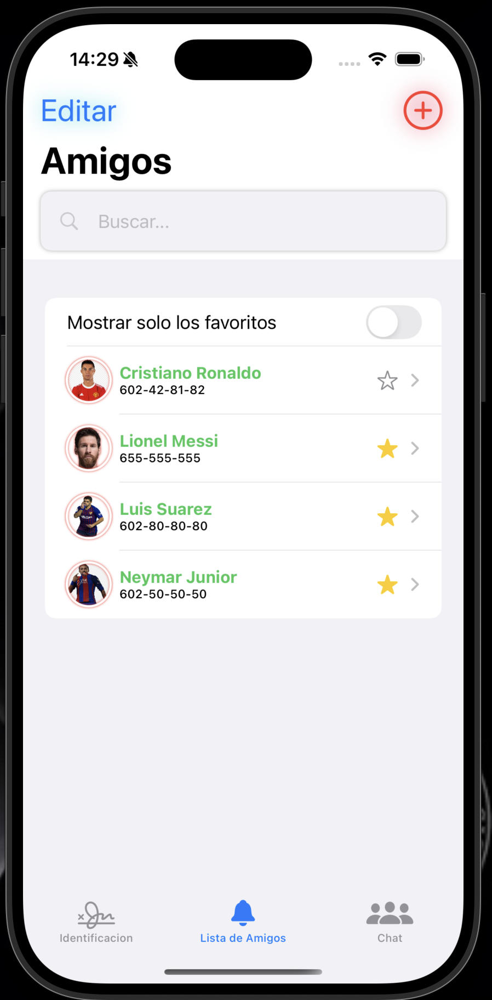 14:29
Editar
Amigos
Buscar...
Mostrar solo los favoritos
Cristiano Ronaldo
602-42-81-82
Lionel Messi
655-555-555
Luis Suarez
602-80-80-80
Neymar Junior
602-50-50-50
Identificacion
Lista de Amigos
Chat